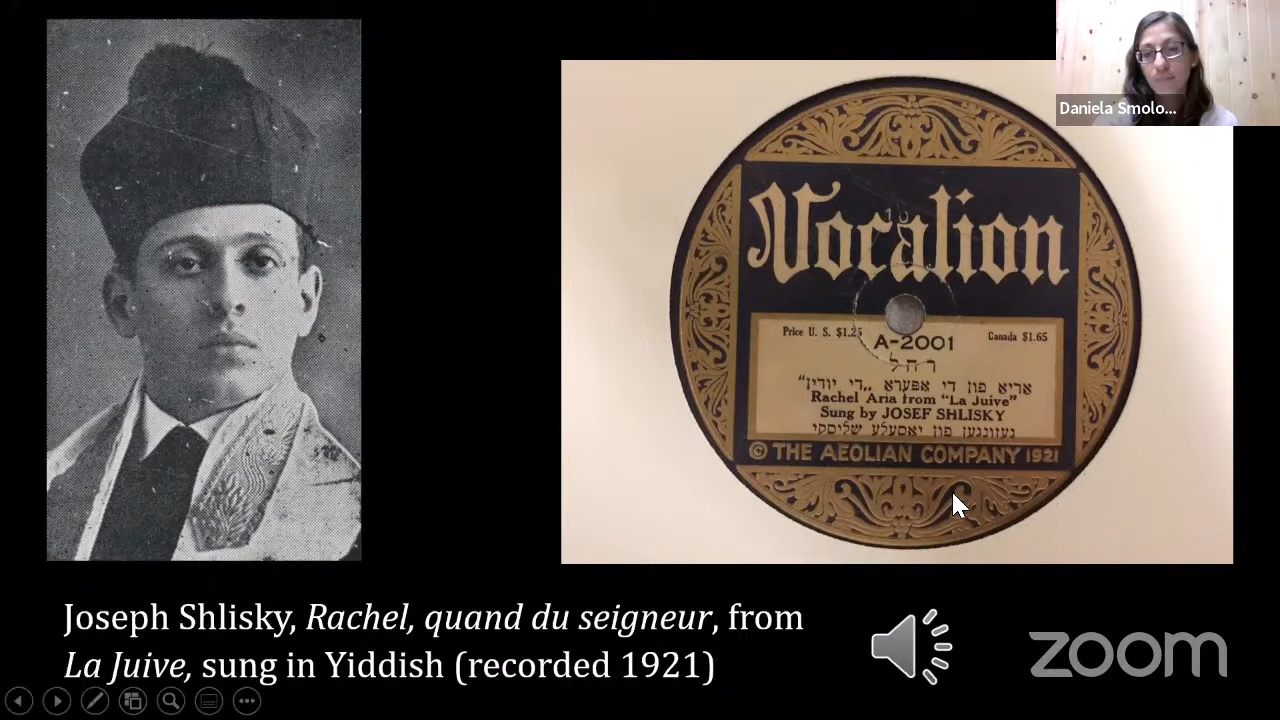 Daniela Smolo...
Vocalion
Price U. S. $1.25
A-2001
Canada $1.65
רחל
אריא פון די אפערא „די יודין"
Rachel Aria from "La Juive"
Sung by JOSEF SHLISKY
געזונגען פון יאסעלע שליסקי
© THE AEOLIAN COMPANY 1921
Joseph Shlisky, Rachel, quand du seigneur, from
La Juive, sung in Yiddish (recorded 1921)
zoom